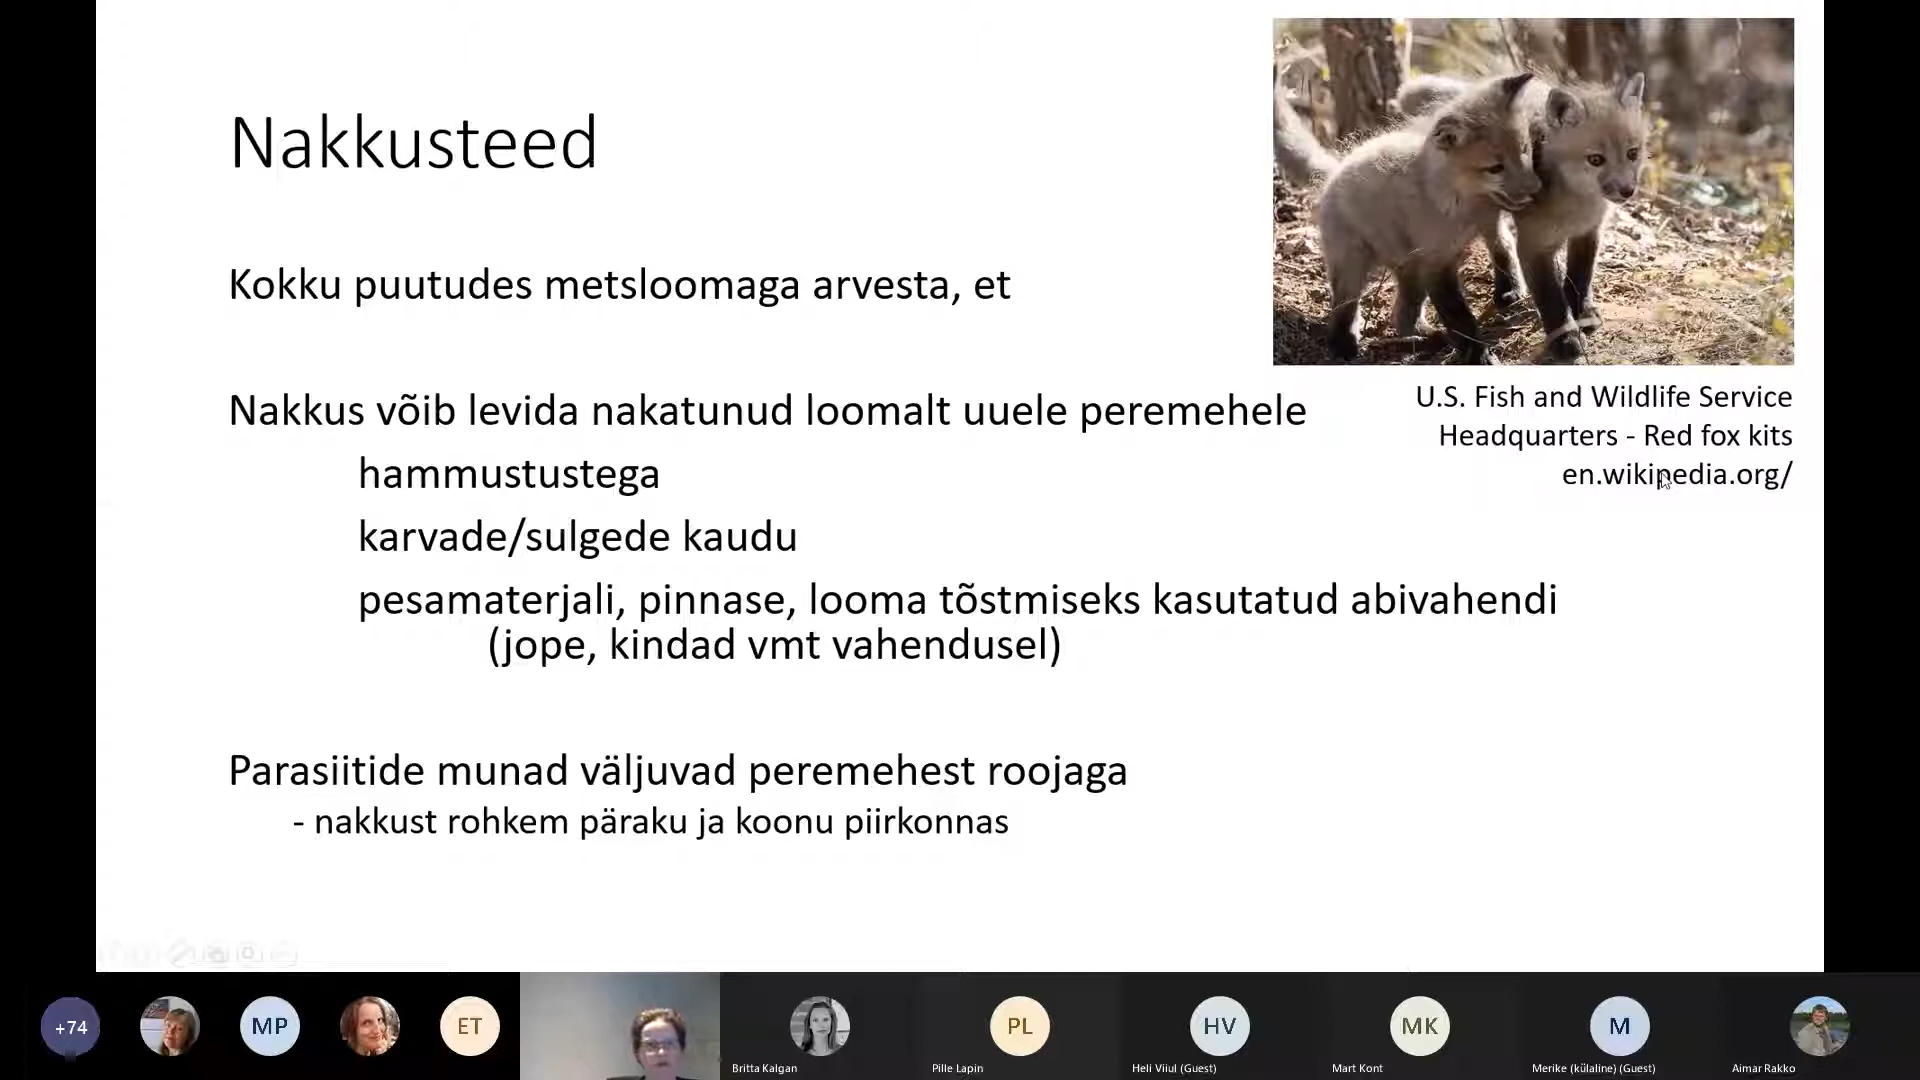 Nakkusteed
Kokku puutudes metsloomaga arvesta, et
Nakkus võib levida nakatunud loomalt uuele peremehele
hammustustega
karvade/sulgede kaudu
pesamaterjali, pinnase, looma tõstmiseks kasutatud abivahendi
(jope, kindad vmt vahendusel)
Parasiitide munad väljuvad peremehest roojaga
- nakkust rohkem päraku ja koonu piirkonnas
U.S. Fish and Wildlife Service
Headquarters - Red fox kits
en.wikipedia.org/
+74
MP
ET
PL
HV
MK
M
Britta Kalgan
Pille Lapin
Heli Viiul (Guest)
Mart Kont
Merike (külaline) (Guest)
Aimar Rakko